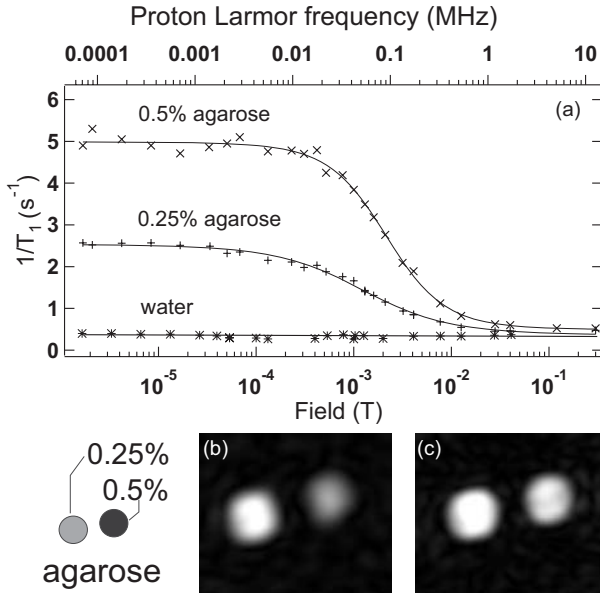 Proton Larmor frequency (MHz)
0.0001 0.001 0.01 0.1 1 10
(a)
6
5
4
3
2
1
0
1/T₁ (s⁻¹)
0.5% agarose
0.25% agarose
water
10⁻⁵ 10⁻⁴ 10⁻³ 10⁻² 10⁻¹
Field (T)
0.25%
0.5%
agarose
(b)
(c)